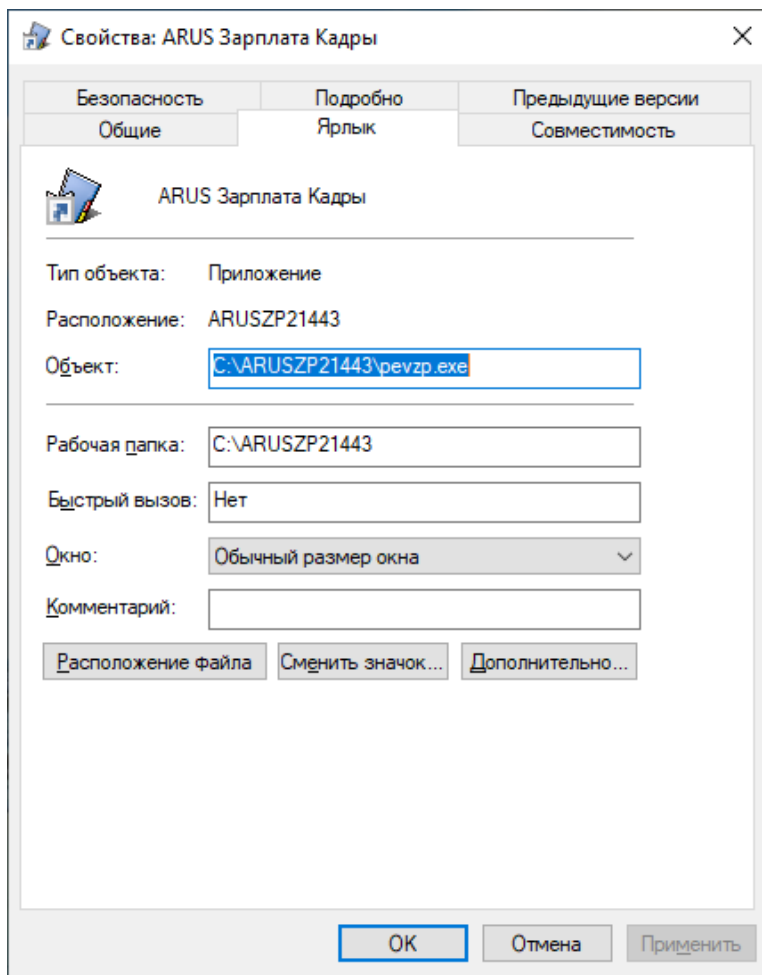 Свойства: ARUS Зарплата Кадры
Безопасность Подробно Предыдущие версии
Общие Ярлык Совместимость
ARUS Зарплата Кадры
Тип объекта: Приложение
Расположение: ARUSZP21443
Объект: C:\ARUSZP21443\pevzp.exe
Рабочая папка: C:\ARUSZP21443
Быстрый вызов: Нет
Окно: Обычный размер окна
Комментарий:
Расположение файла Сменить значок... Дополнительно...
OK Отмена Применить